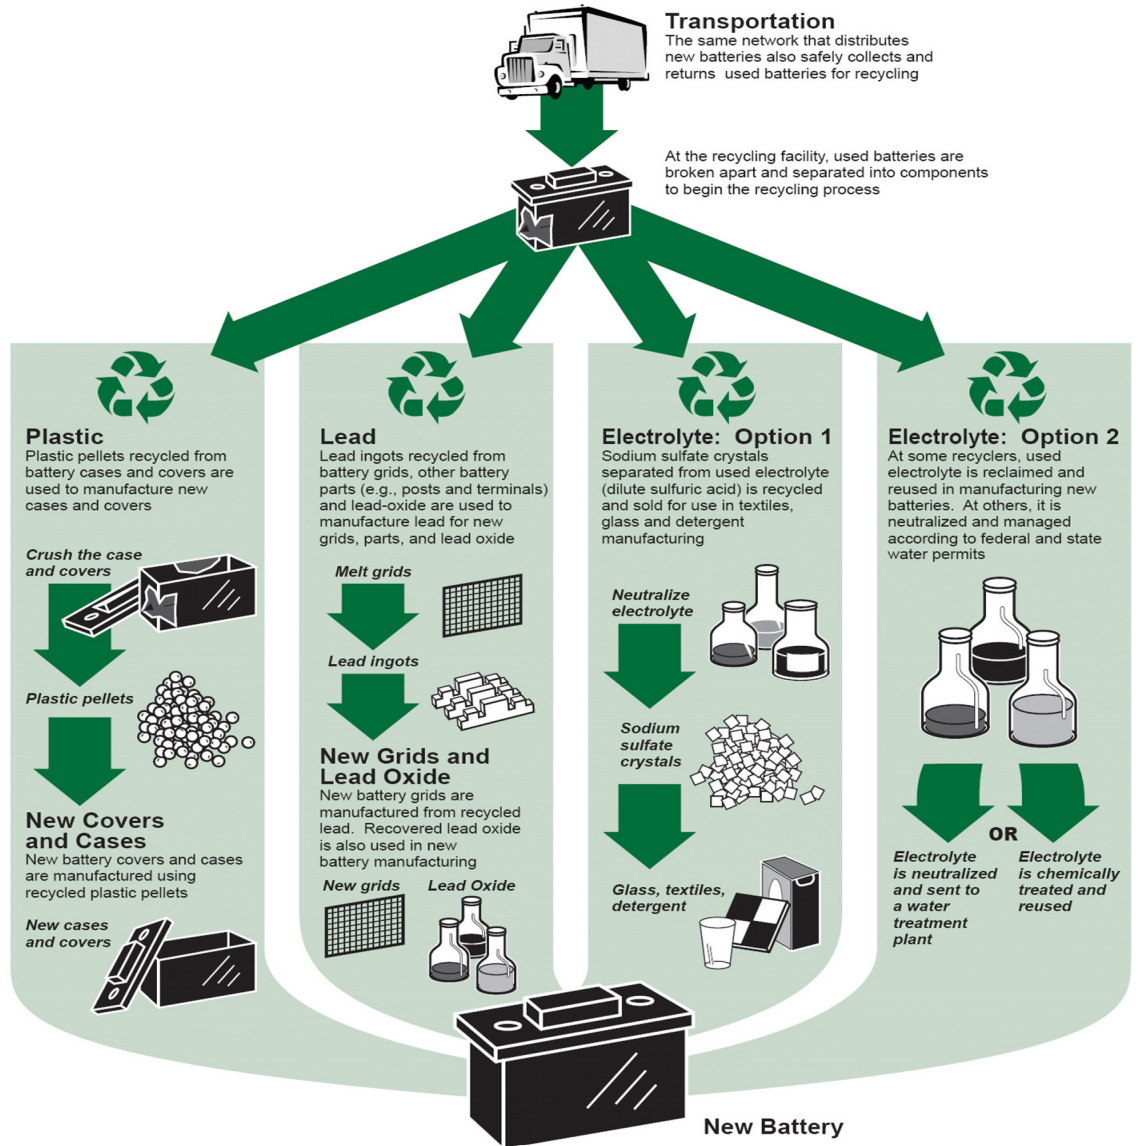 Transportation
The same network that distributes
new batteries also safely collects and
returns used batteries for recycling
At the recycling facility, used batteries are
broken apart and separated into components
to begin the recycling process
Plastic
Plastic pellets recycled from
battery cases and covers are
used to manufacture new
cases and covers
Crush the case
and covers
Plastic pellets
New Covers
and Cases
New battery covers and cases
are manufactured using
recycled plastic pellets
New cases
and covers
Lead
Lead ingots recycled from
battery grids, other battery
parts (e.g., posts and terminals)
and lead-oxide are used to
manufacture lead for new
grids, parts, and lead oxide
Melt grids
Lead ingots
New Grids and
Lead Oxide
New battery grids are
manufactured from recycled
lead. Recovered lead oxide
is also used in new
battery manufacturing
New grids
Lead Oxide
Electrolyte: Option 1
Sodium sulfate crystals
separated from used electrolyte
(dilute sulfuric acid) is recycled
and sold for use in textiles,
glass and detergent
manufacturing
Neutralize
electrolyte
Sodium
sulfate
crystals
Glass, textiles,
detergent
Electrolyte: Option 2
At some recyclers, used
electrolyte is reclaimed and
reused in manufacturing new
batteries. At others, it is
neutralized and managed
according to federal and state
water permits
OR
Electrolyte
is neutralized
and sent to
a water
treatment
plant
Electrolyte
is chemically
treated and
reused
New Battery